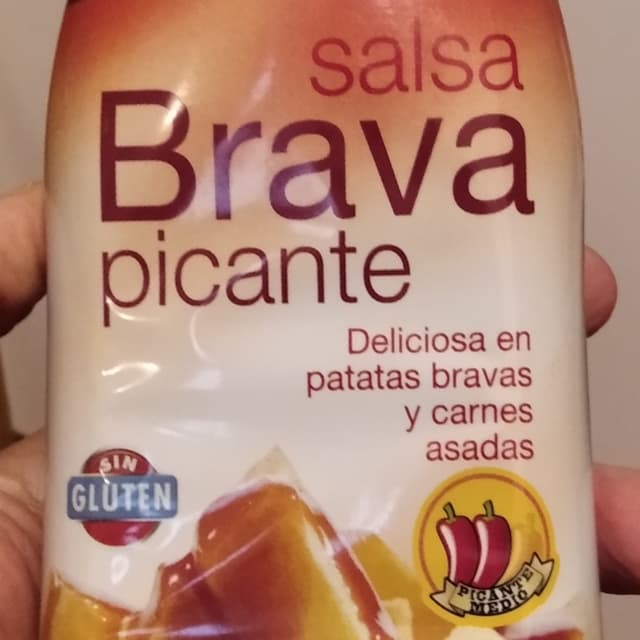 salsa
Brava
picante
Deliciosa en
patatas bravas
y carnes
asadas
SIN
GLUTEN
PICANTE
MEDIO